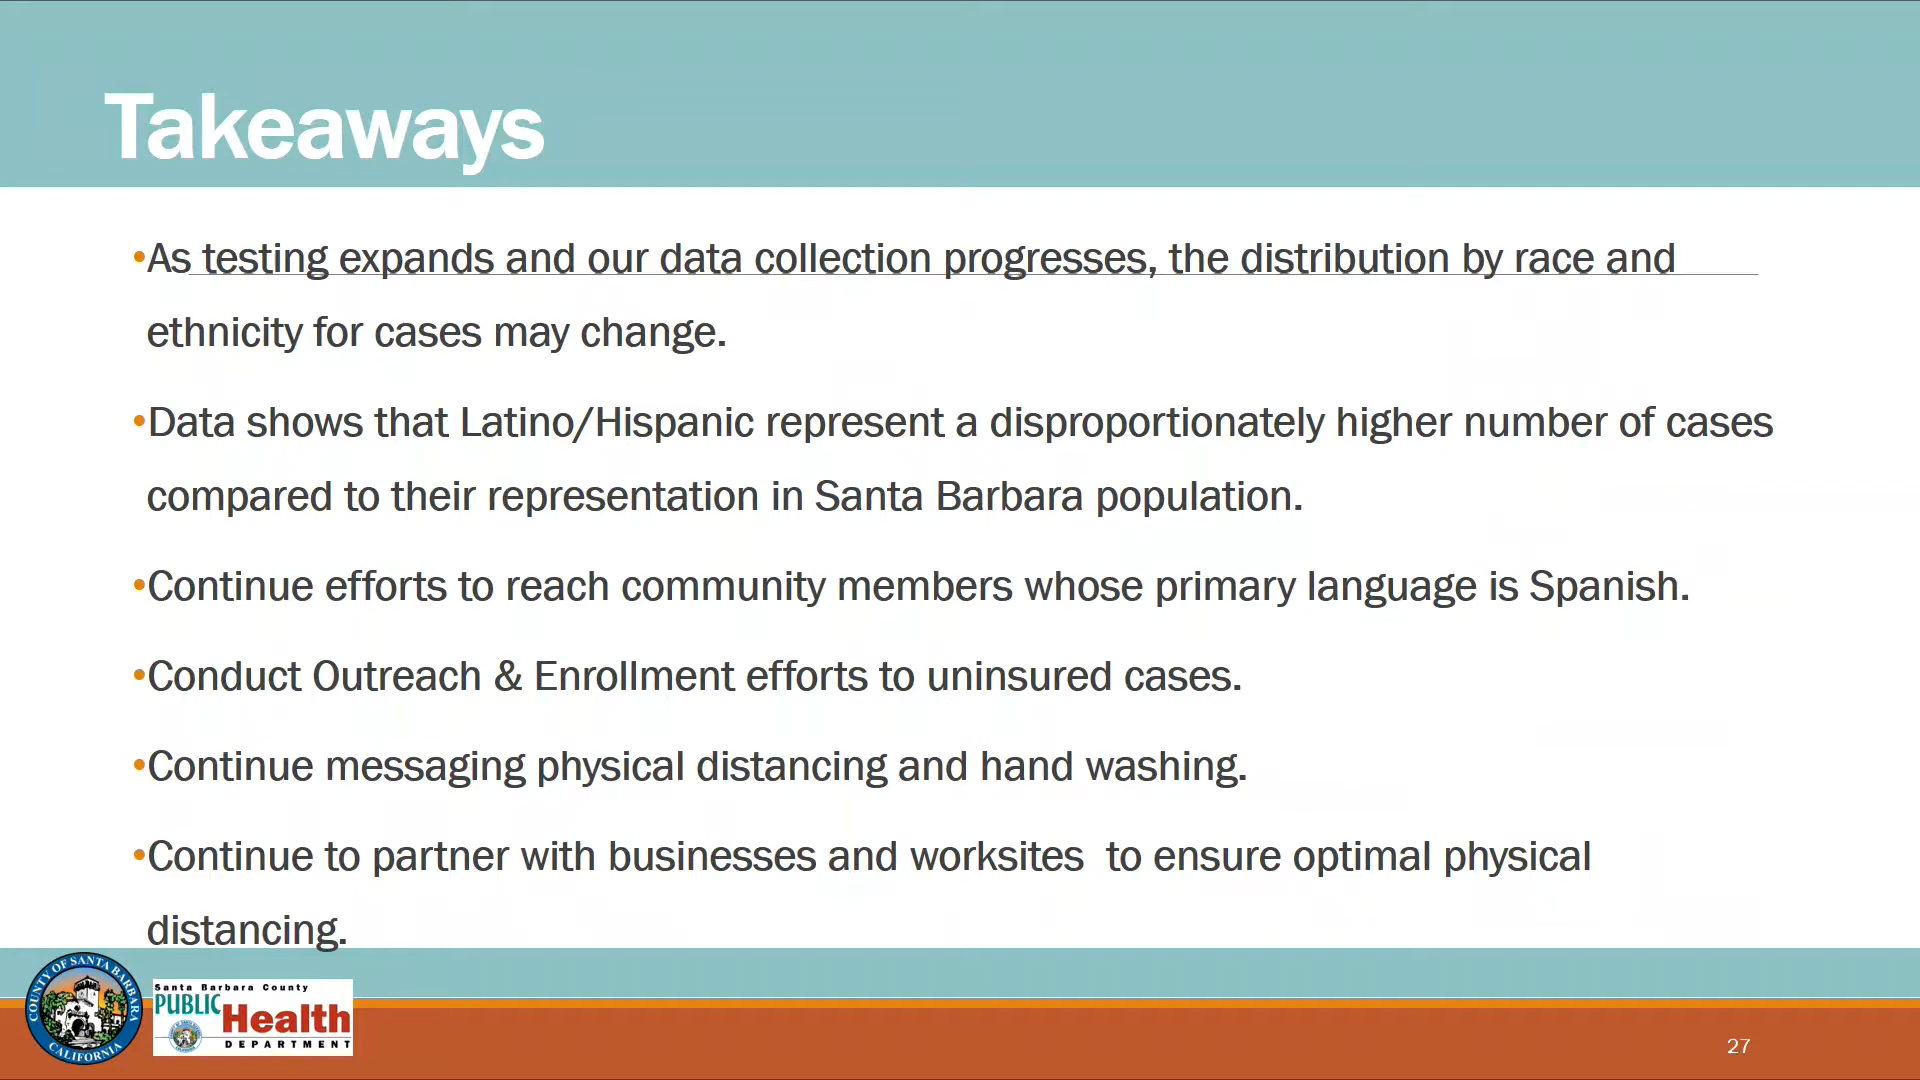 Takeaways
•As testing expands and our data collection progresses, the distribution by race and
ethnicity for cases may change.
•Data shows that Latino/Hispanic represent a disproportionately higher number of cases
compared to their representation in Santa Barbara population.
•Continue efforts to reach community members whose primary language is Spanish.
•Conduct Outreach & Enrollment efforts to uninsured cases.
•Continue messaging physical distancing and hand washing.
•Continue to partner with businesses and worksites  to ensure optimal physical
distancing.
COUNTY OF SANTA BARBARA
CALIFORNIA
Santa Barbara County
PUBLIC
Health
DEPARTMENT
27